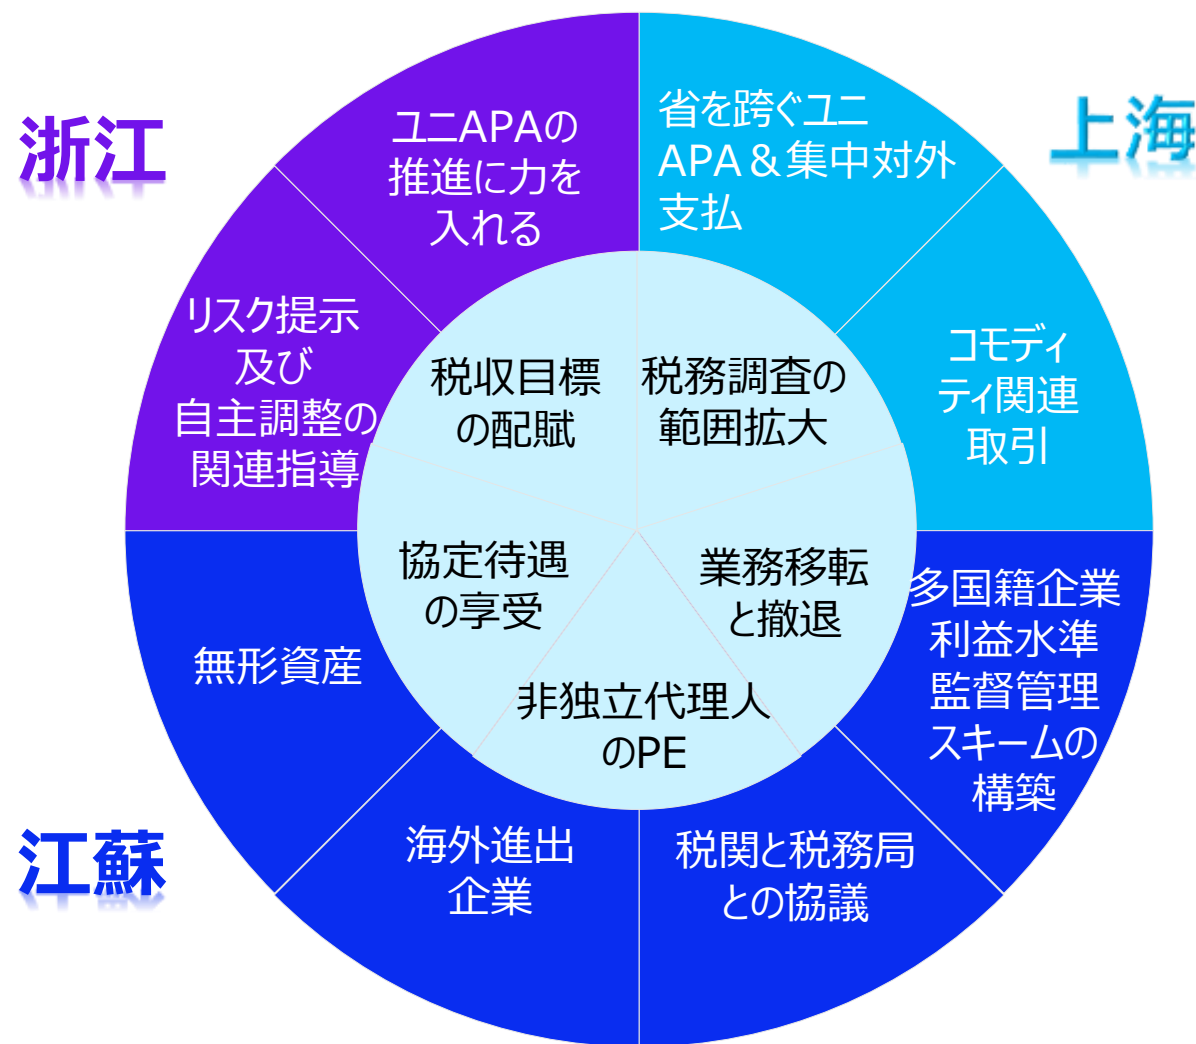 浙江
ユニAPAの
推進に力を
入れる
リスク提示
及び
自主調整の
関連指導
上海
省を跨ぐユニ
APA＆集中対外
支払
コモディ
ティ関連
取引
税収目標
の配賦
税務調査の
範囲拡大
協定待遇
の享受
業務移転
と撤退
非独立代理人
のPE
江蘇
無形資産
海外進出
企業
税関と税務局
との協議
多国籍企業
利益水準
監督管理
スキームの
構築